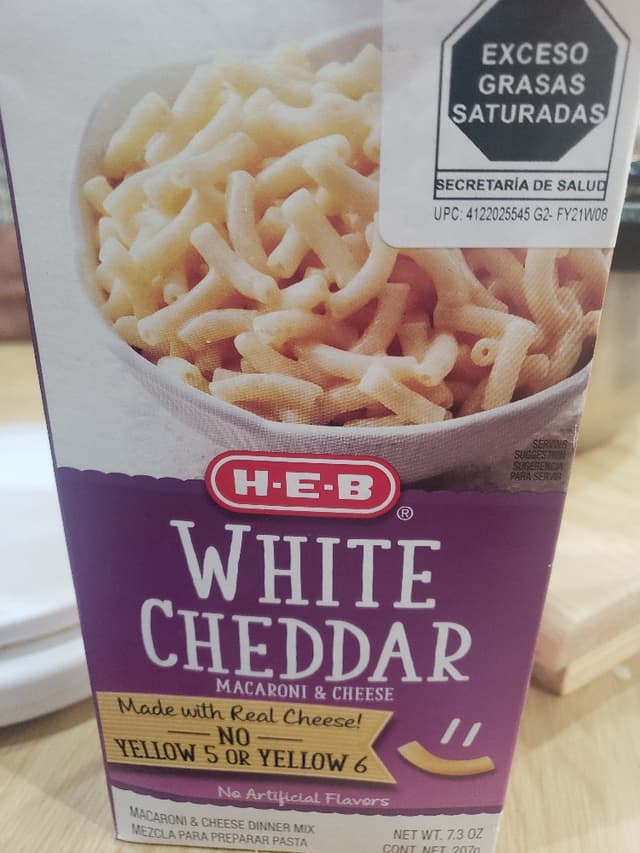 EXCESO
GRASAS
SATURADAS
SECRETARÍA DE SALUD
UPC: 4122025545 G2- FY21W08
SERVING
SUGGESTION
SUGERENCIA
PARA SERVIR
H-E-B
®
WHITE
CHEDDAR
MACARONI & CHEESE
Made with Real Cheese!
NO
YELLOW 5 OR YELLOW 6
No Artificial Flavors
MACARONI & CHEESE DINNER MIX
MEZCLA PARA PREPARAR PASTA
NET WT. 7.3 OZ
CONT. NET. 207g